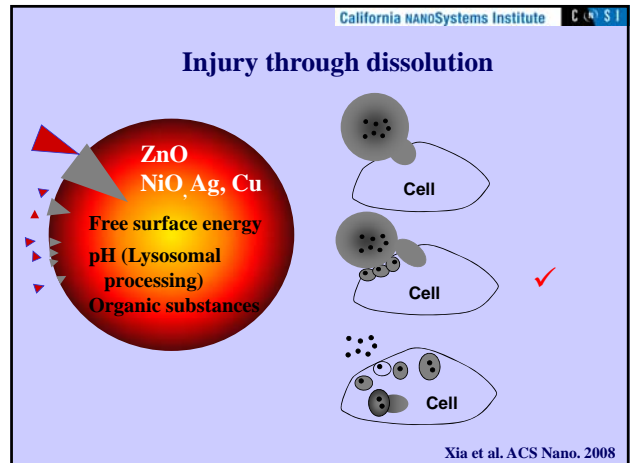 California NANOSystems Institute
C N S I
Injury through dissolution
ZnO
NiO, Ag, Cu
Free surface energy
pH (Lysosomal
processing)
Organic substances
Cell
Cell
Cell
Xia et al. ACS Nano. 2008